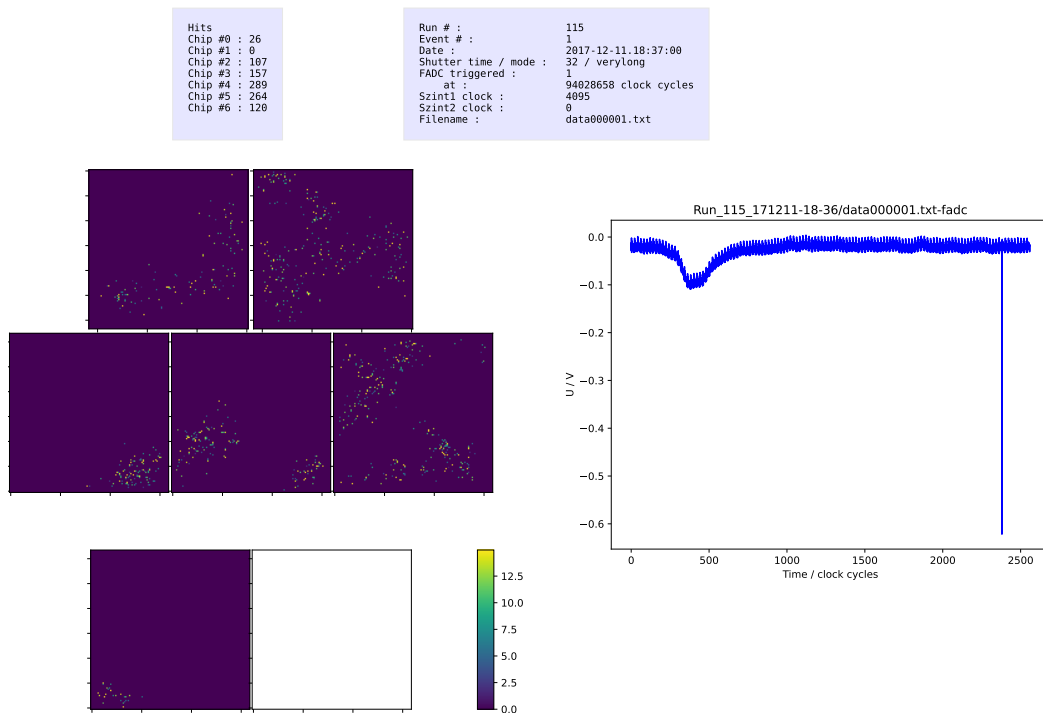 Hits
Chip #0 : 26
Chip #1 : 0
Chip #2 : 107
Chip #3 : 157
Chip #4 : 289
Chip #5 : 264
Chip #6 : 120
Run # : 115
Event # : 1
Date : 2017-12-11.18:37:00
Shutter time / mode : 32 / verylong
FADC triggered : 1
at : 94028658 clock cycles
Szint1 clock : 4095
Szint2 clock : 0
Filename : data000001.txt
Run_115_171211-18-36/data000001.txt-fadc
0.0
−0.1
−0.2
−0.3
−0.4
−0.5
−0.6
U / V
0 500 1000 1500 2000 2500
Time / clock cycles
12.5
10.0
7.5
5.0
2.5
0.0